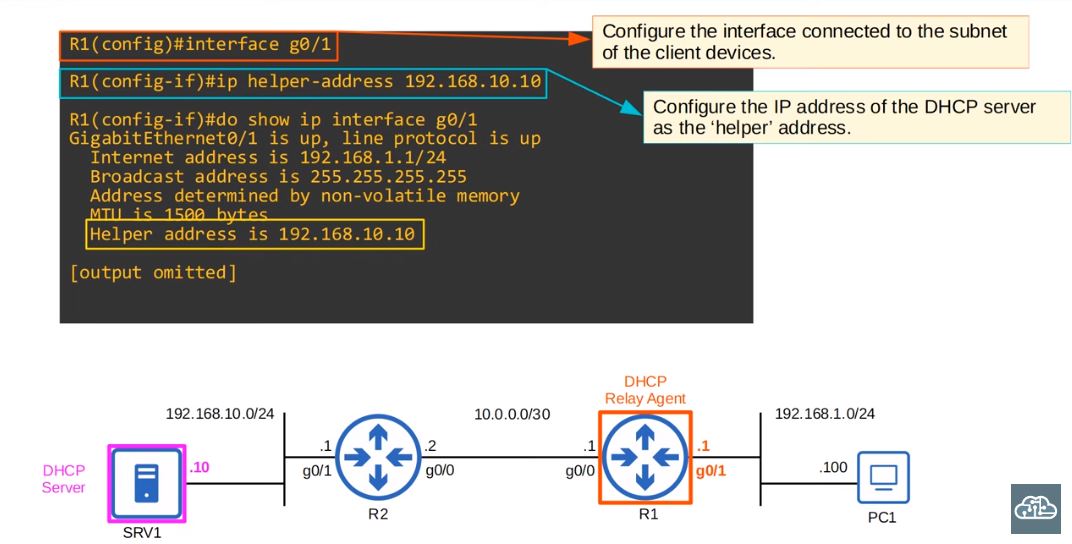 R1(config)#interface g0/1
Configure the interface connected to the subnet
of the client devices.
R1(config-if)#ip helper-address 192.168.10.10
Configure the IP address of the DHCP server
as the ‘helper’ address.
R1(config-if)#do show ip interface g0/1
GigabitEthernet0/1 is up, line protocol is up
Internet address is 192.168.1.1/24
Broadcast address is 255.255.255.255
Address determined by non-volatile memory
MTU is 1500 bytes
Helper address is 192.168.10.10
[output omitted]
DHCP
Relay Agent
192.168.10.0/24
10.0.0.0/30
192.168.1.0/24
DHCP
Server
.10
SRV1
.1
g0/1
R2
.2
g0/0
.1
g0/0
R1
.1
g0/1
.100
PC1